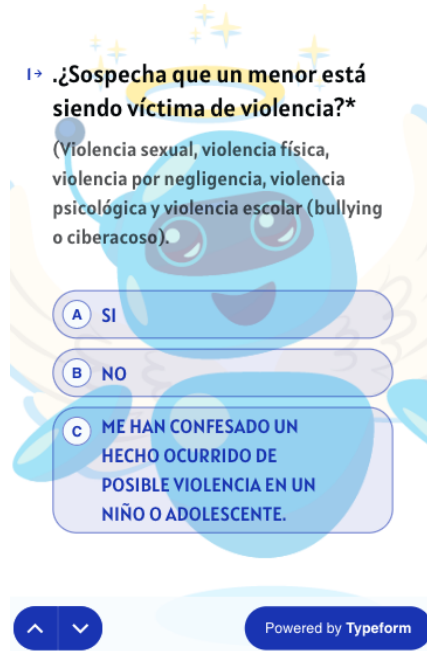 1→ .¿Sospecha que un menor está
siendo víctima de violencia?*
(Violencia sexual, violencia física,
violencia por negligencia, violencia
psicológica y violencia escolar (bullying
o ciberacoso).
A SI
B NO
C ME HAN CONFESADO UN
HECHO OCURRIDO DE
POSIBLE VIOLENCIA EN UN
NIÑO O ADOLESCENTE.
Powered by Typeform